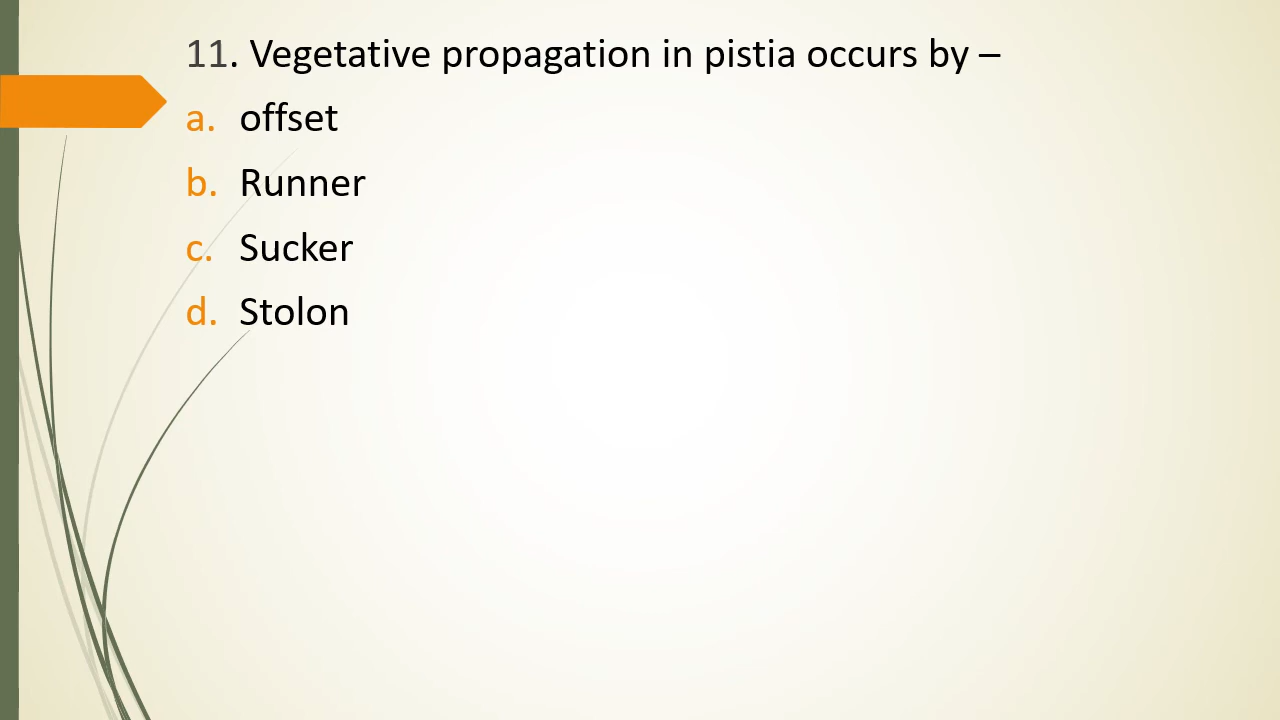 11. Vegetative propagation in pistia occurs by –
a. offset
b. Runner
c. Sucker
d. Stolon